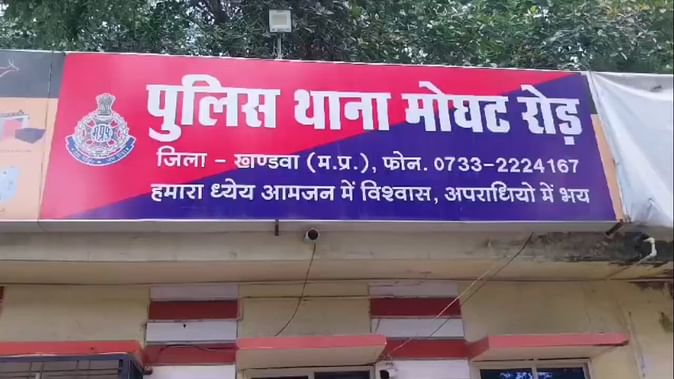 पुलिस थाना मोघट रोड़
जिला - खण्डवा (म.प्र.), फोन. 0733-2224167
हमारा ध्येय आमजन में विश्वास, अपराधियो में भय